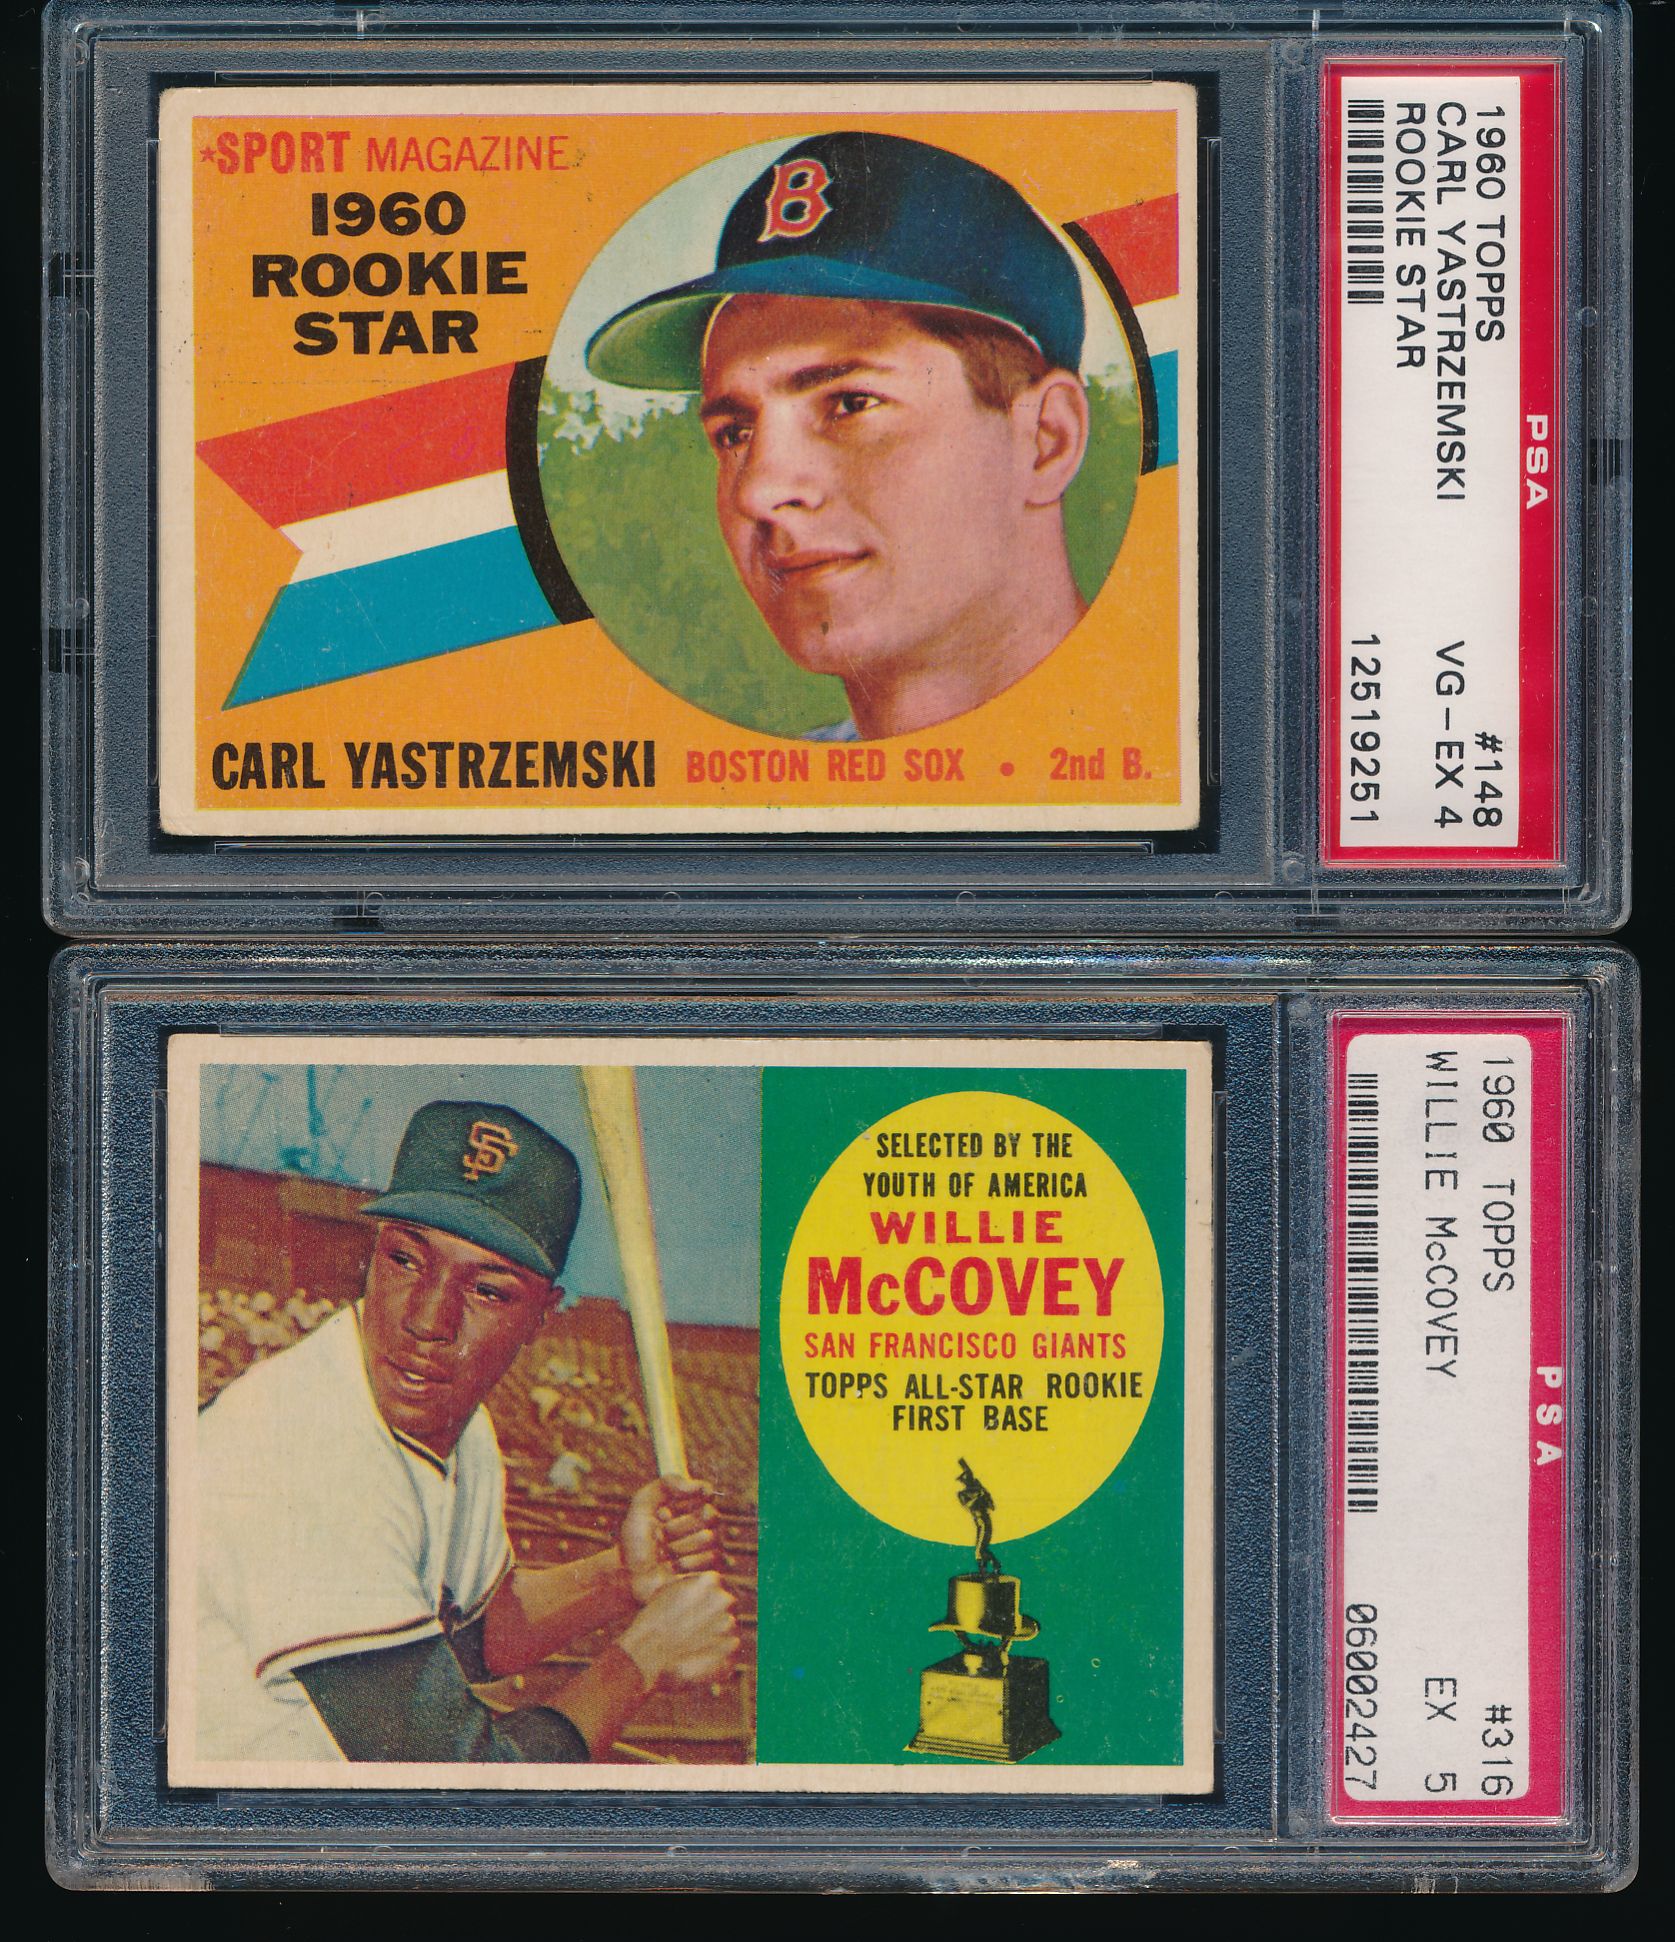 ★SPORT MAGAZINE
1960
ROOKIE
STAR
B
CARL YASTRZEMSKI BOSTON RED SOX • 2nd B.
PSA
1960 TOPPS #148
CARL YASTRZEMSKI VG-EX 4
ROOKIE STAR 12519251
SF
SELECTED BY THE
YOUTH OF AMERICA
WILLIE
McCOVEY
SAN FRANCISCO GIANTS
TOPPS ALL-STAR ROOKIE
FIRST BASE
PSA
1960 TOPPS #316
WILLIE McCOVEY EX 5
06002427